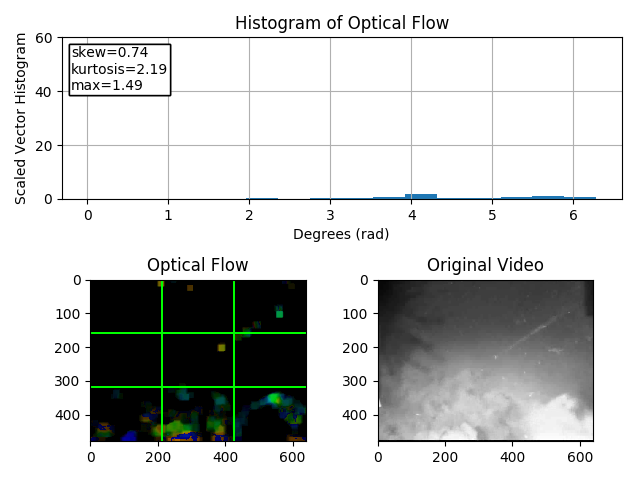 Histogram of Optical Flow
Scaled Vector Histogram
60
40
20
0
skew=0.74
kurtosis=2.19
max=1.49
0 1 2 3 4 5 6
Degrees (rad)
Optical Flow
0
100
200
300
400
0 200 400 600
Original Video
0
100
200
300
400
0 200 400 600